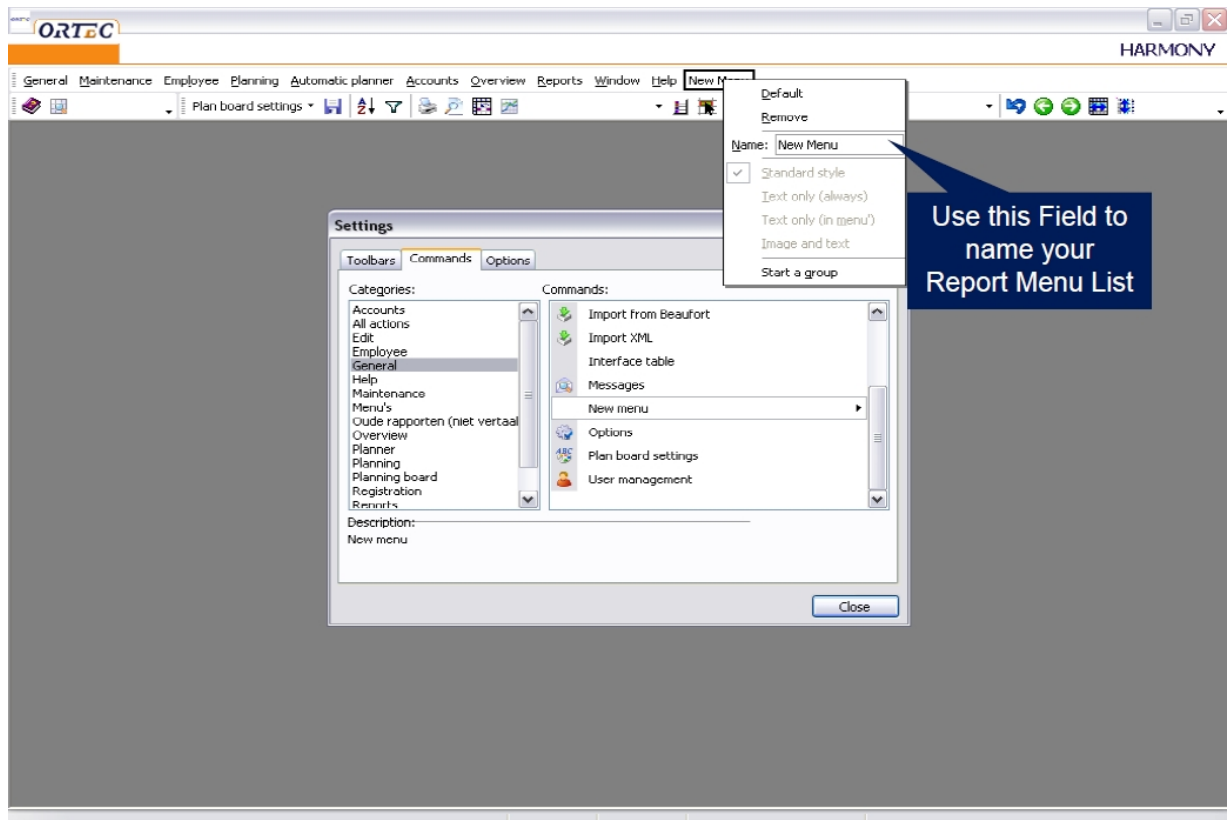 ORTEC
HARMONY
General Maintenance Employee Planning Automatic planner Accounts Overview Reports Window Help New Menu
Plan board settings
Default
Remove
Name: New Menu
Standard style
Text only (always)
Text only (in menu')
Image and text
Start a group
Use this Field to
name your
Report Menu List
Settings
Toolbars Commands Options
Categories:
Accounts
All actions
Edit
Employee
General
Help
Maintenance
Menu's
Oude rapporten (niet vertaal
Overview
Planner
Planning
Planning board
Registration
Reports
Commands:
Import from Beaufort
Import XML
Interface table
Messages
New menu
Options
ABC
Plan board settings
User management
Description:
New menu
Close